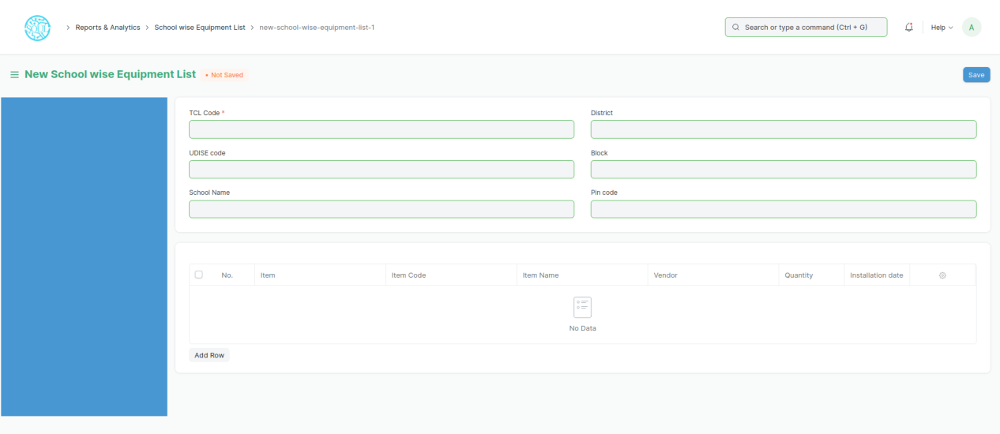 > Reports & Analytics > School wise Equipment List > new-school-wise-equipment-list-1
Search or type a command (Ctrl + G)
Help
A
New School wise Equipment List
• Not Saved
Save
TCL Code *
District
UDISE code
Block
School Name
Pin code
No. Item Item Code Item Name Vendor Quantity Installation date
No Data
Add Row